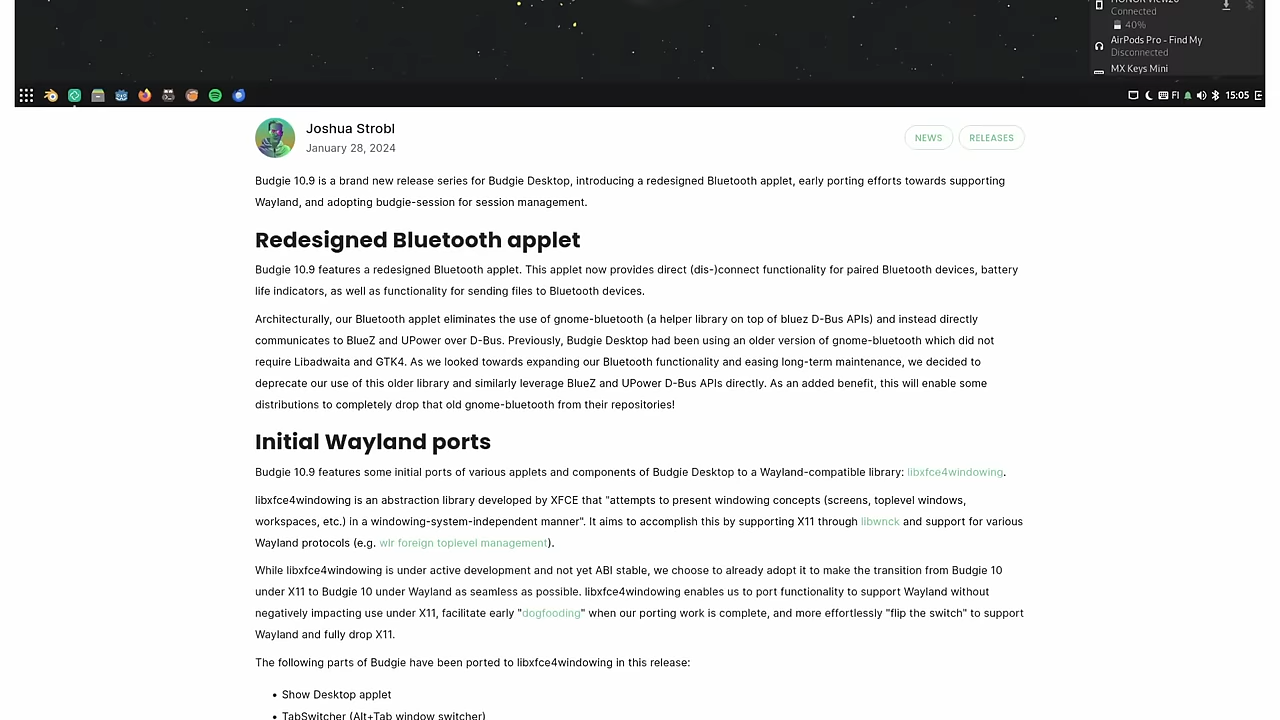 HONOR View20
Connected
40%
AirPods Pro - Find My
Disconnected
MX Keys Mini
FI 15:05
Joshua Strobl
January 28, 2024
NEWS RELEASES
Budgie 10.9 is a brand new release series for Budgie Desktop, introducing a redesigned Bluetooth applet, early porting efforts towards supporting
Wayland, and adopting budgie-session for session management.
Redesigned Bluetooth applet
Budgie 10.9 features a redesigned Bluetooth applet. This applet now provides direct (dis-)connect functionality for paired Bluetooth devices, battery
life indicators, as well as functionality for sending files to Bluetooth devices.
Architecturally, our Bluetooth applet eliminates the use of gnome-bluetooth (a helper library on top of bluez D-Bus APIs) and instead directly
communicates to BlueZ and UPower over D-Bus. Previously, Budgie Desktop had been using an older version of gnome-bluetooth which did not
require Libadwaita and GTK4. As we looked towards expanding our Bluetooth functionality and easing long-term maintenance, we decided to
deprecate our use of this older library and similarly leverage BlueZ and UPower D-Bus APIs directly. As an added benefit, this will enable some
distributions to completely drop that old gnome-bluetooth from their repositories!
Initial Wayland ports
Budgie 10.9 features some initial ports of various applets and components of Budgie Desktop to a Wayland-compatible library: libxfce4windowing.
libxfce4windowing is an abstraction library developed by XFCE that "attempts to present windowing concepts (screens, toplevel windows,
workspaces, etc.) in a windowing-system-independent manner". It aims to accomplish this by supporting X11 through libwnck and support for various
Wayland protocols (e.g. wlr foreign toplevel management).
While libxfce4windowing is under active development and not yet ABI stable, we choose to already adopt it to make the transition from Budgie 10
under X11 to Budgie 10 under Wayland as seamless as possible. libxfce4windowing enables us to port functionality to support Wayland without
negatively impacting use under X11, facilitate early "dogfooding" when our porting work is complete, and more effortlessly "flip the switch" to support
Wayland and fully drop X11.
The following parts of Budgie have been ported to libxfce4windowing in this release:
• Show Desktop applet
• TabSwitcher (Alt+Tab window switcher)